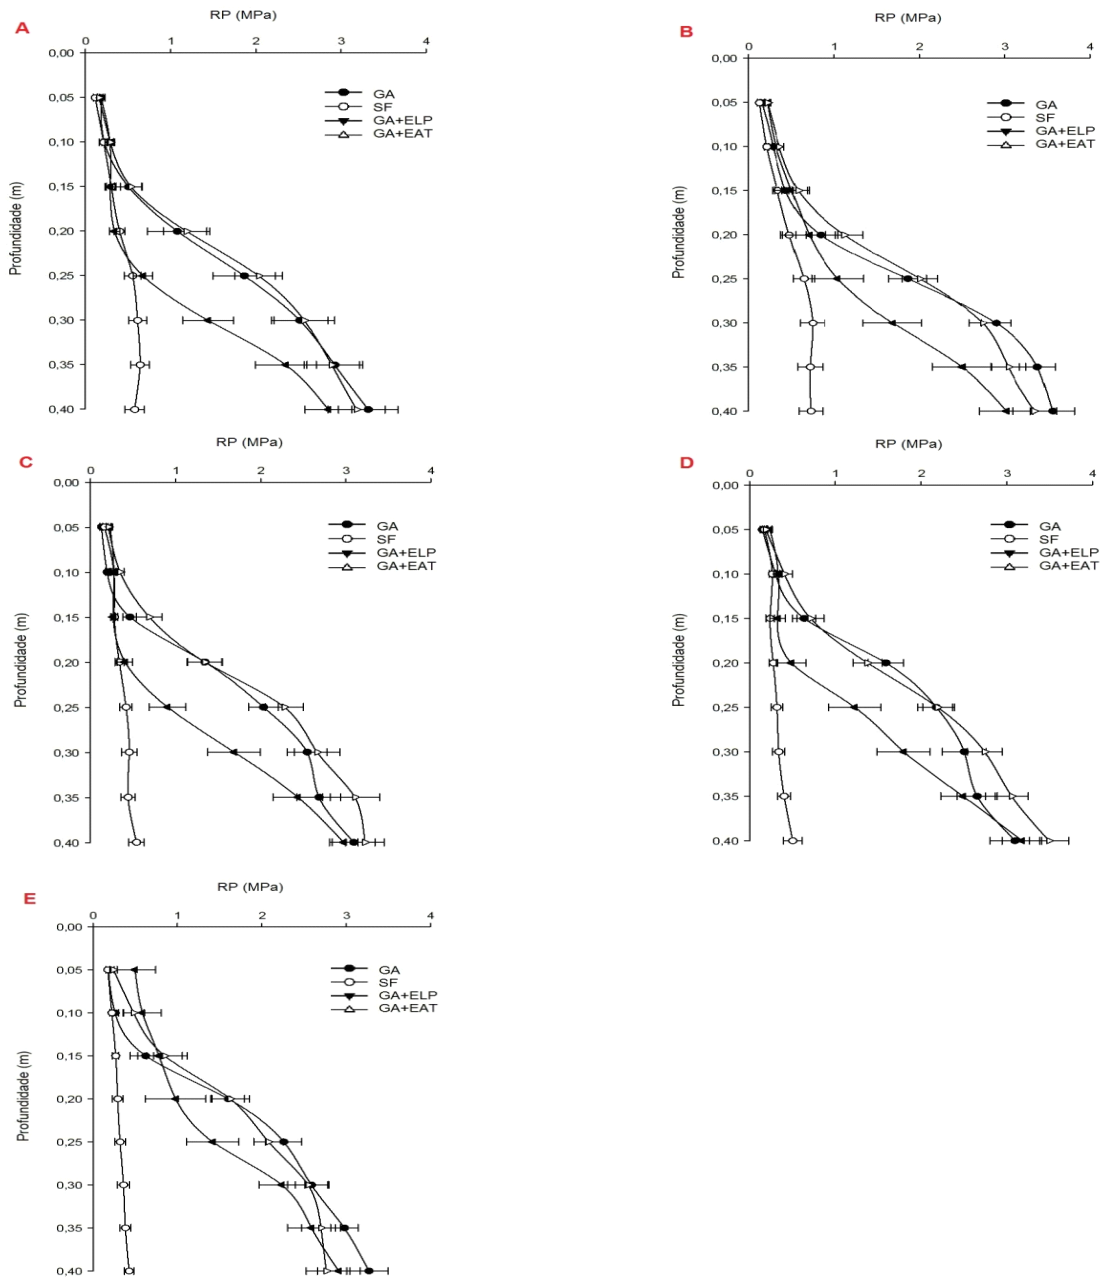 A
RP (MPa)
0 1 2 3 4
0,00
0,05
0,10
0,15
0,20
0,25
0,30
0,35
0,40
Profundidade (m)
GA
SF
GA+ELP
GA+EAT
B
RP (MPa)
0 1 2 3 4
0,00
0,05
0,10
0,15
0,20
0,25
0,30
0,35
0,40
Profundidade (m)
GA
SF
GA+ELP
GA+EAT
C
RP (MPa)
0 1 2 3 4
0,00
0,05
0,10
0,15
0,20
0,25
0,30
0,35
0,40
Profundidade (m)
GA
SF
GA+ELP
GA+EAT
D
RP (MPa)
0 1 2 3 4
0,00
0,05
0,10
0,15
0,20
0,25
0,30
0,35
0,40
Profundidade (m)
GA
SF
GA+ELP
GA+EAT
E
RP (MPa)
0 1 2 3 4
0,00
0,05
0,10
0,15
0,20
0,25
0,30
0,35
0,40
Profundidade (m)
GA
SF
GA+ELP
GA+EAT